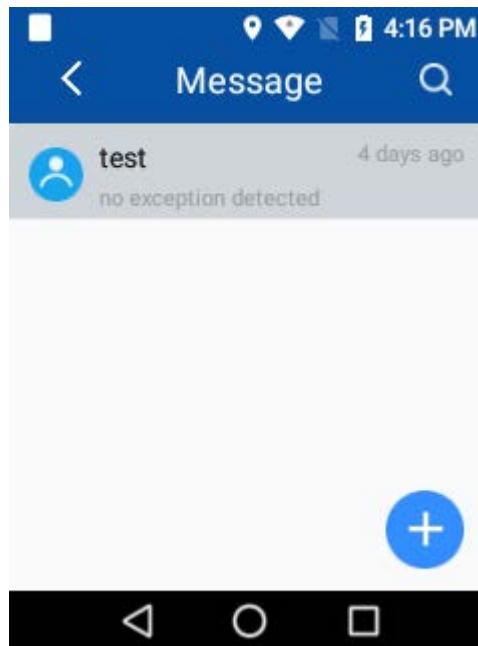 4:16 PM
Message
test
4 days ago
no exception detected